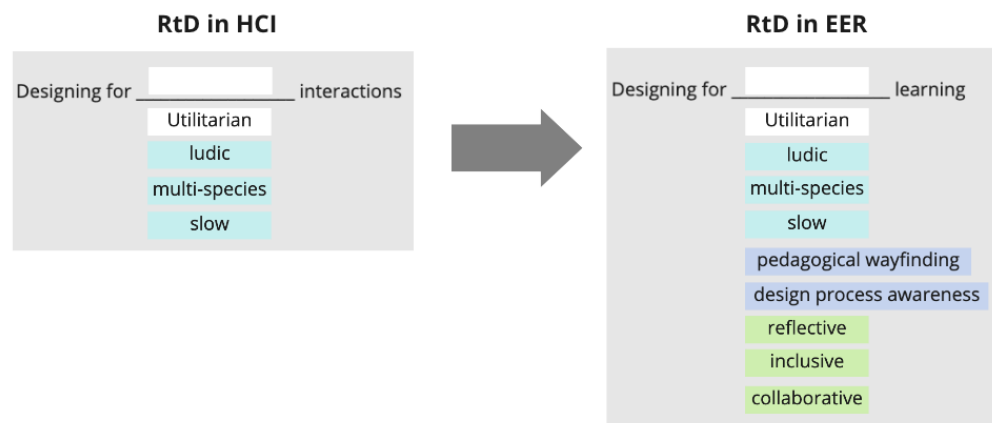 RtD in HCI
Designing for ________________ interactions
Utilitarian
ludic
multi-species
slow
RtD in EER
Designing for ________________ learning
Utilitarian
ludic
multi-species
slow
pedagogical wayfinding
design process awareness
reflective
inclusive
collaborative